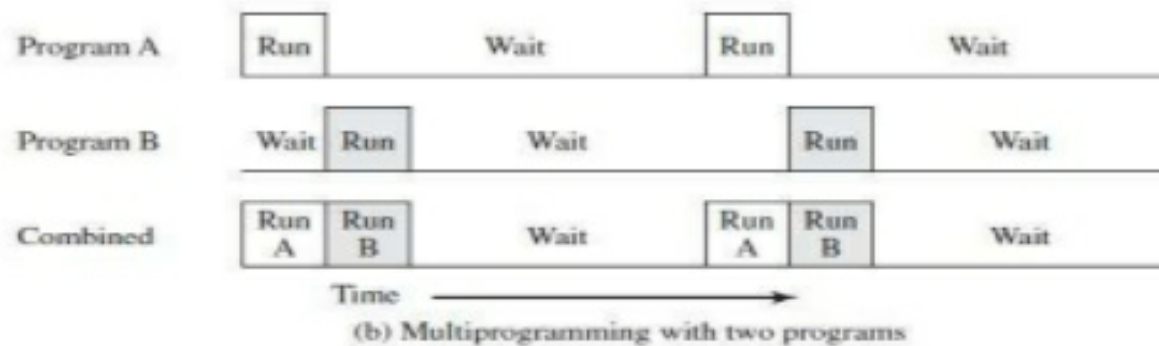 Program A Run Wait Run Wait
Program B Wait Run Wait Run Wait
Combined Run A Run B Wait Run A Run B Wait
Time
(b) Multiprogramming with two programs